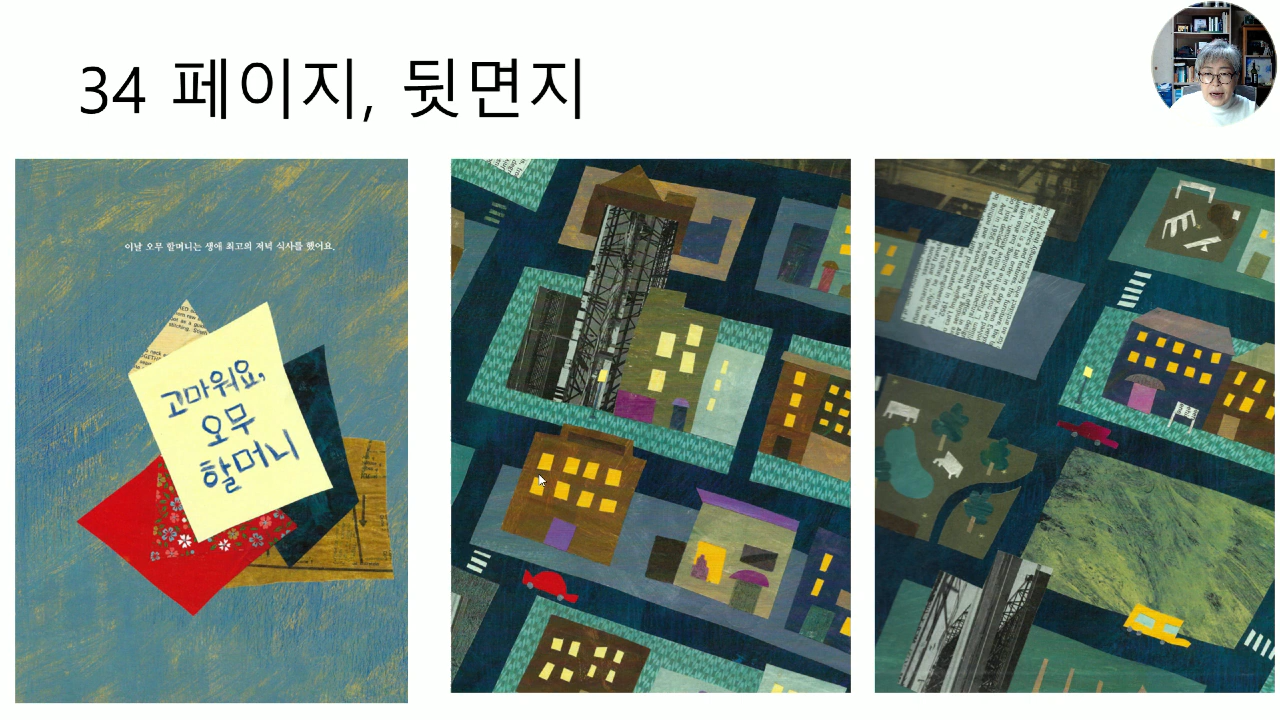 34 페이지, 뒷면지
이날 오무 할머니는 생애 최고의 저녁 식사를 했어요.
고마워요,
오무
할머니